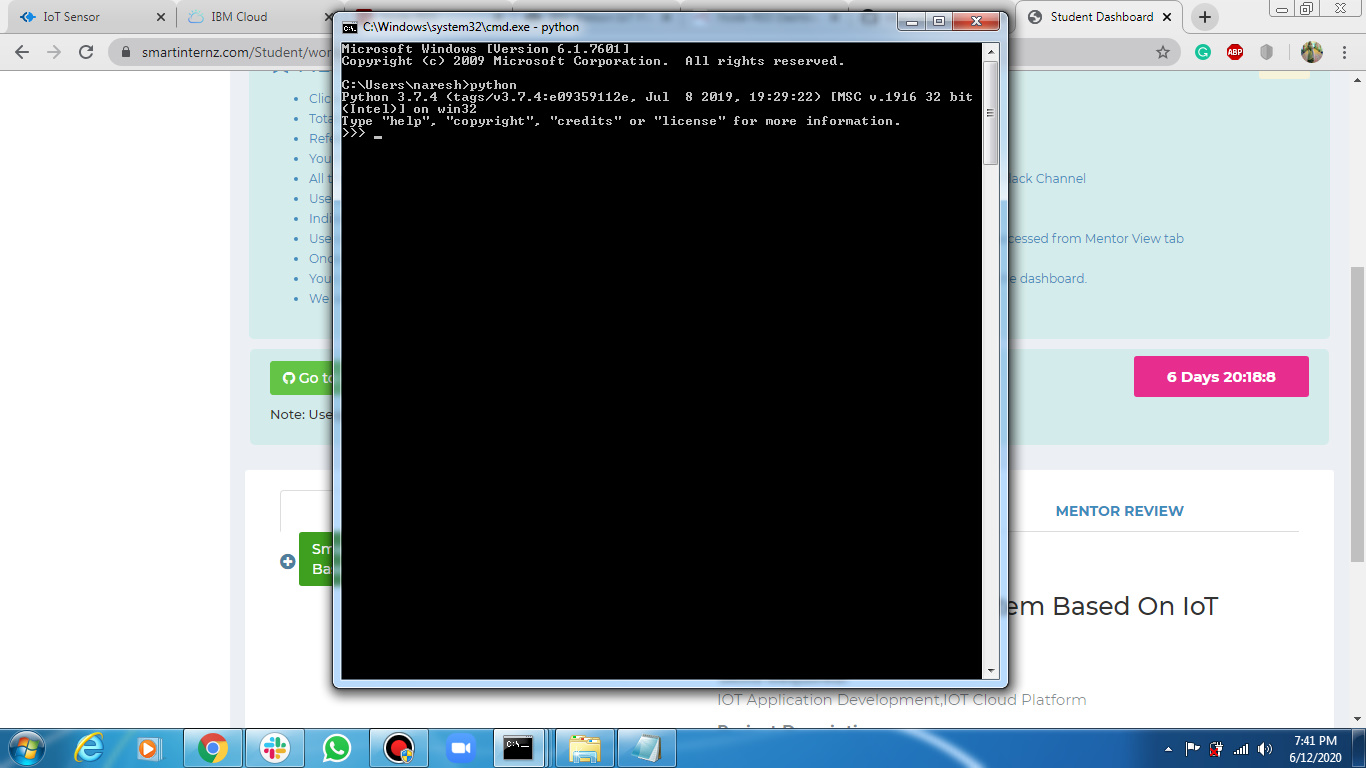 IoT Sensor
IBM Cloud
Student Dashboard
C:\Windows\system32\cmd.exe - python
smartinternz.com/Student/wor
ABP
Microsoft Windows [Version 6.1.7601]
Copyright (c) 2009 Microsoft Corporation. All rights reserved.
C:\Users\naresh>python
Python 3.7.4 (tags/v3.7.4:e09359112e, Jul 8 2019, 19:29:22) [MSC v.1916 32 bit
(Intel)] on win32
Type "help", "copyright", "credits" or "license" for more information.
>>> _
Clic
Tota
Refe
You
All t
lack Channel
Use
Indi
Use
cessed from Mentor View tab
Onc
You
e dashboard.
We
Go to
6 Days 20:18:8
Note: Use
MENTOR REVIEW
Sm
Ba
em Based On IoT
IOT Application Development,IOT Cloud Platform
7:41 PM
6/12/2020